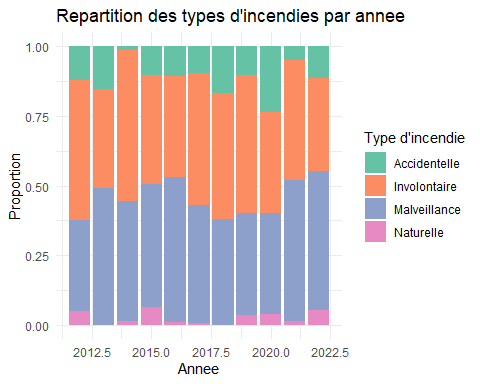 Repartition des types d'incendies par annee
1.00
0.75
0.50
0.25
0.00
Proportion
2012.5 2015.0 2017.5 2020.0 2022.5
Annee
Type d'incendie
Accidentelle
Involontaire
Malveillance
Naturelle